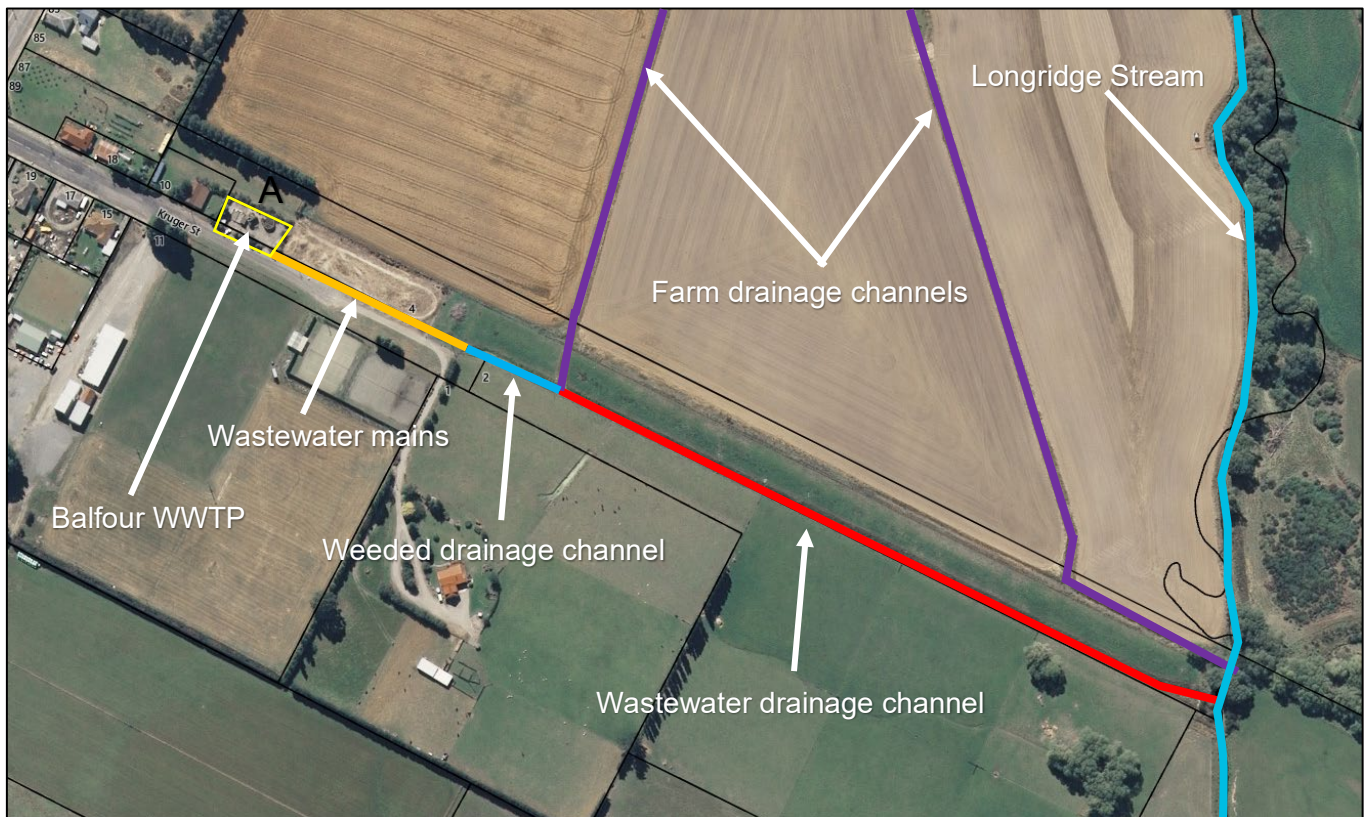 83
85
87
89
Longridge Stream
18
10
A
19
17
15
Kruger St
11
Farm drainage channels
4
2
1
Wastewater mains
Balfour WWTP
Weeded drainage channel
Wastewater drainage channel